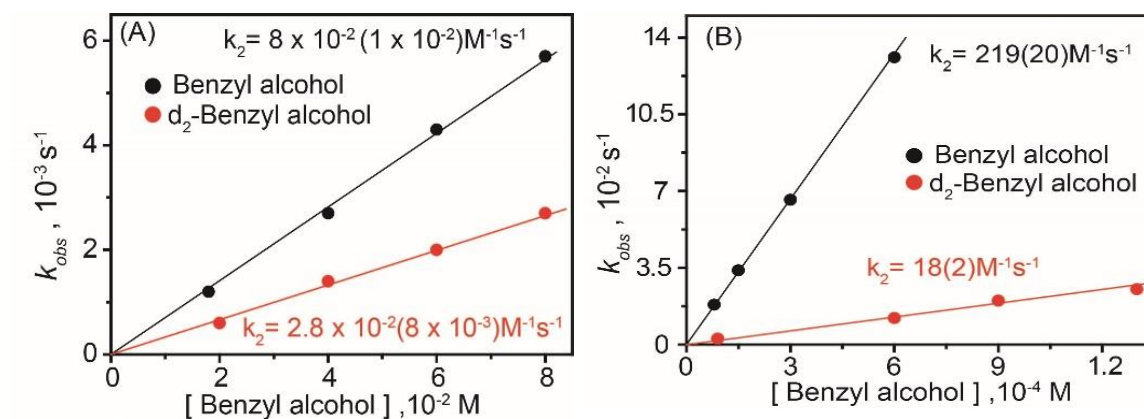 (A)
k₂= 8 x 10⁻² (1 x 10⁻²)M⁻¹s⁻¹
Benzyl alcohol
d₂-Benzyl alcohol
k₂= 2.8 x 10⁻²(8 x 10⁻³)M⁻¹s⁻¹
6
4
2
0
k_obs , 10⁻³ s⁻¹
0 2 4 6 8
[ Benzyl alcohol ] ,10⁻² M
(B)
k₂= 219(20)M⁻¹s⁻¹
Benzyl alcohol
d₂-Benzyl alcohol
k₂= 18(2)M⁻¹s⁻¹
14
10.5
7
3.5
0
k_obs , 10⁻² s⁻¹
0 3 6 9 1.2
[ Benzyl alcohol ] ,10⁻⁴ M